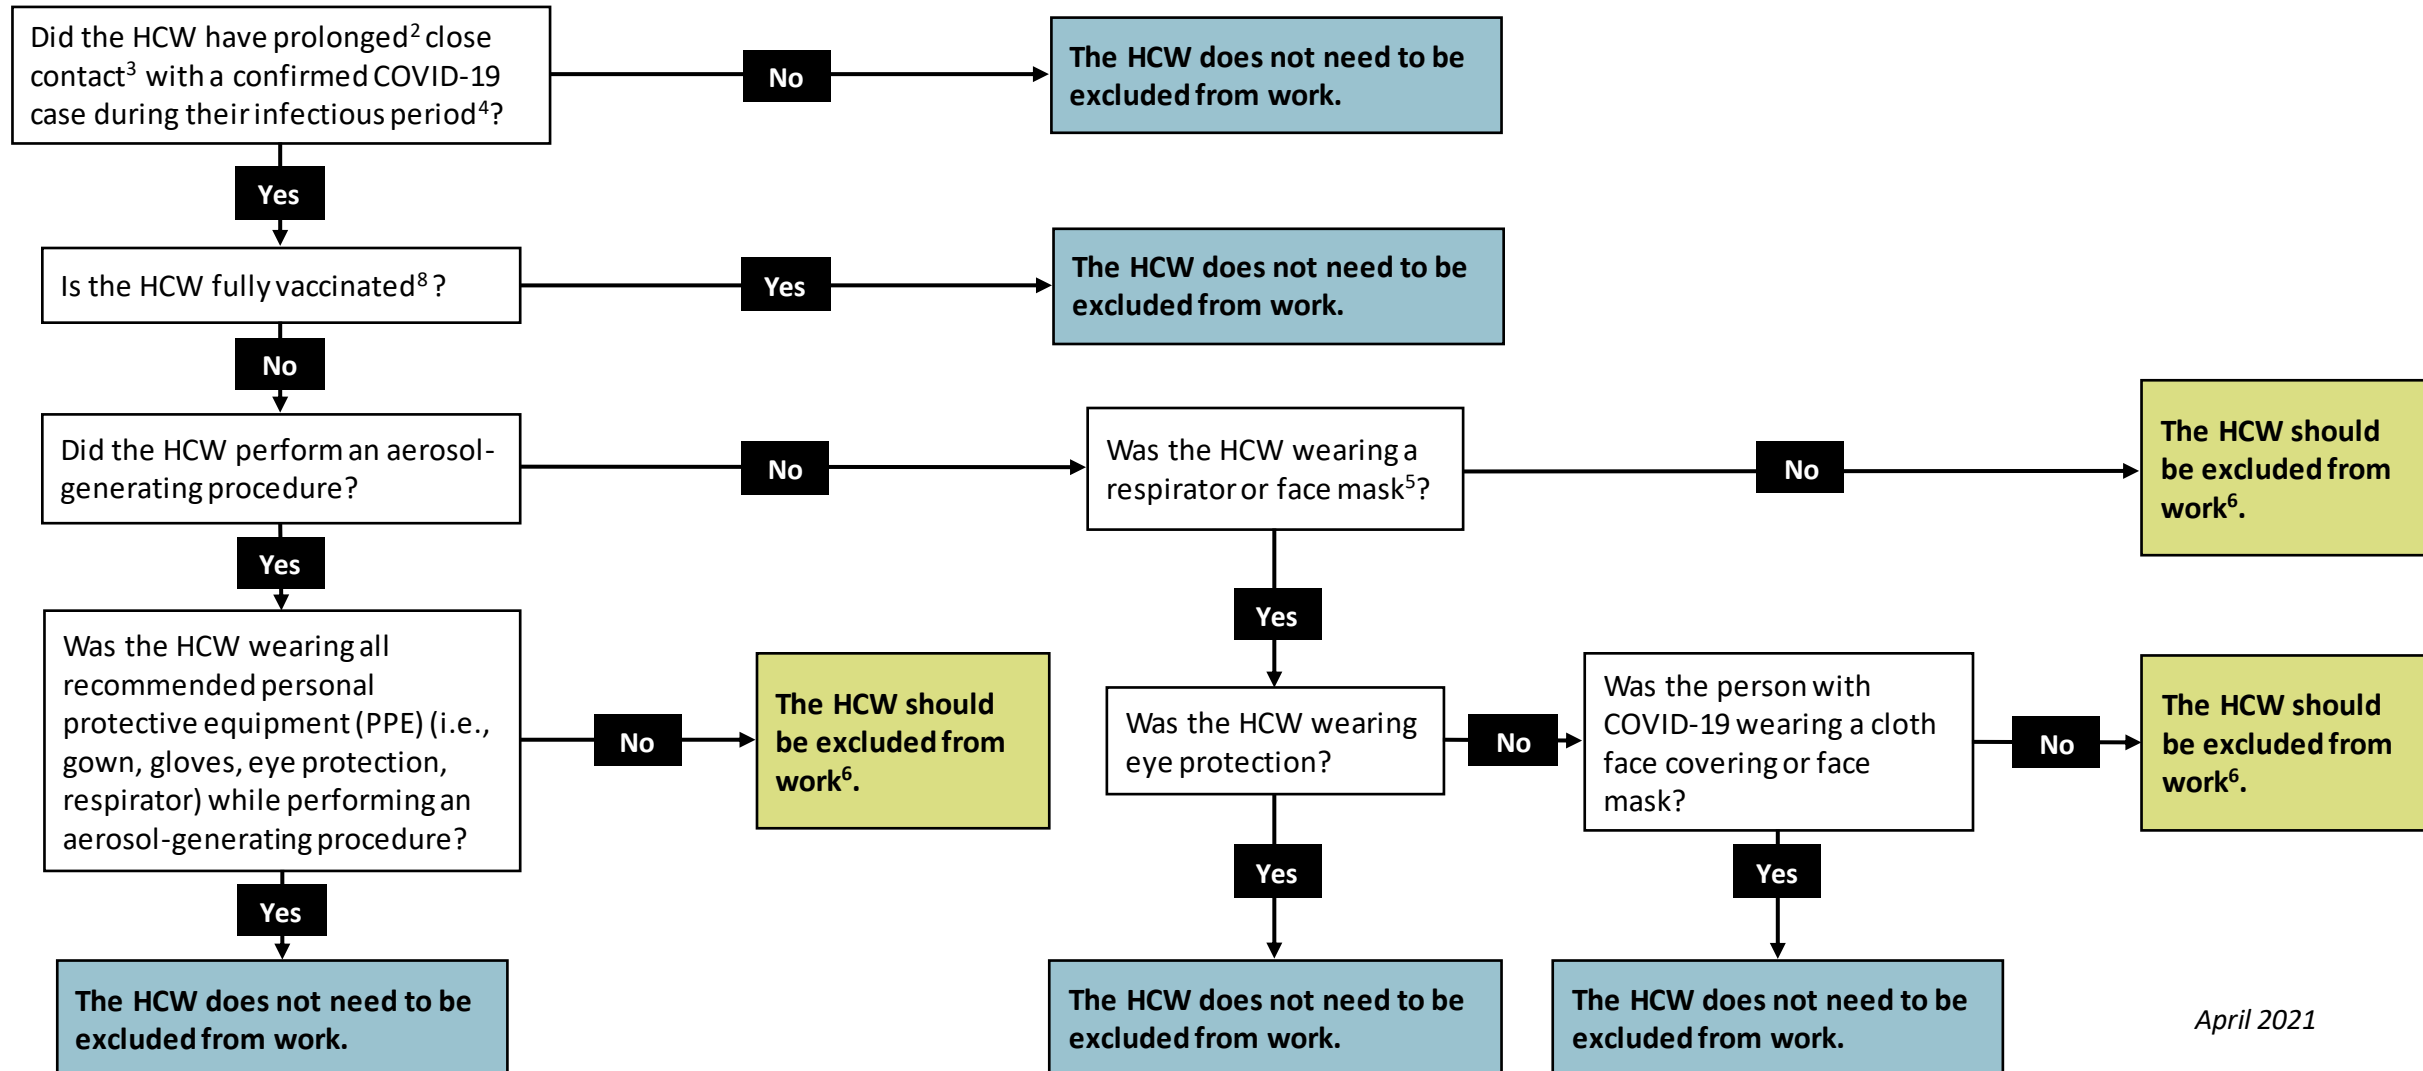 Did the HCW have prolonged² close
contact³ with a confirmed COVID-19
case during their infectious period⁴?
No
The HCW does not need to be
excluded from work.
Yes
Is the HCW fully vaccinated⁸ ?
Yes
The HCW does not need to be
excluded from work.
No
Did the HCW perform an aerosol-
generating procedure?
No
Was the HCW wearing a
respirator or face mask⁵?
No
The HCW should
be excluded from
work⁶.
Yes
Yes
Was the HCW wearing all
recommended personal
protective equipment (PPE) (i.e.,
gown, gloves, eye protection,
respirator) while performing an
aerosol-generating procedure?
No
The HCW should
be excluded from
work⁶.
Was the HCW wearing
eye protection?
No
Was the person with
COVID-19 wearing a cloth
face covering or face
mask?
No
The HCW should
be excluded from
work⁶.
Yes
Yes
Yes
The HCW does not need to be
excluded from work.
The HCW does not need to be
excluded from work.
The HCW does not need to be
excluded from work.
April 2021